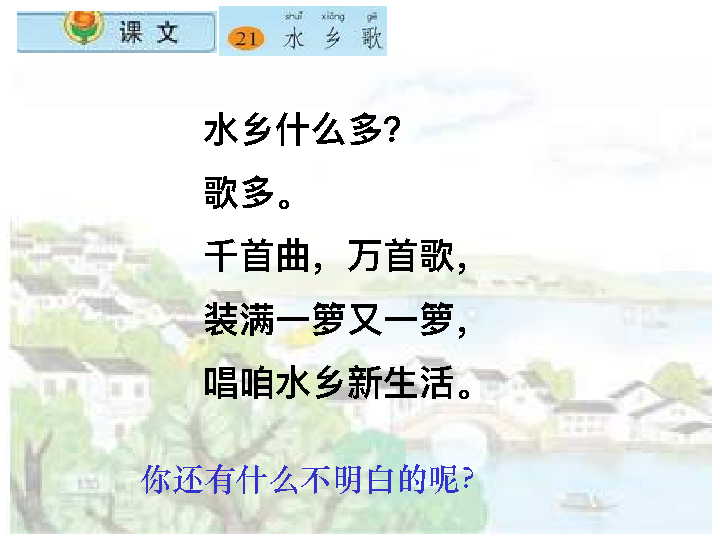 课文
shuǐ xiāng gē
21 水乡歌
水乡什么多?
歌多。
千首曲，万首歌，
装满一箩又一箩，
唱咱水乡新生活。
你还有什么不明白的呢?